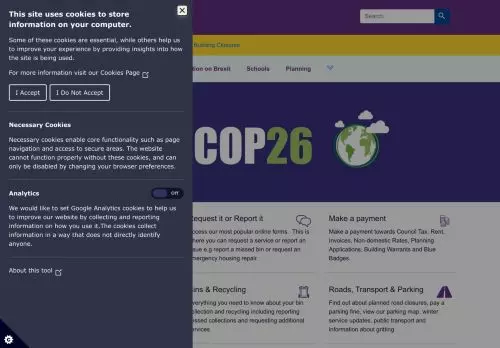 This site uses cookies to store
information on your computer.
Some of these cookies are essential, while others help us
to improve your experience by providing insights into how
the site is being used.
For more information visit our Cookies Page
I Accept
I Do Not Accept
Necessary Cookies
Necessary cookies enable core functionality such as page
navigation and access to secure areas. The website
cannot function properly without these cookies, and can
only be disabled by changing your browser preferences.
Analytics
Off
We would like to set Google Analytics cookies to help us
to improve our website by collecting and reporting
information on how you use it.The cookies collect
information in a way that does not directly identify
anyone.
About this tool
Search
Building Closures
on Brexit
Schools
Planning
COP26
Request it or Report it
Access our most popular online forms. This is
where you can request a service or report an
issue e.g report a missed bin or request an
emergency housing repair.
Make a payment
Make a payment towards Council Tax, Rent,
Invoices, Non-domestic Rates, Planning
Applications, Building Warrants and Blue
Badges.
Bins & Recycling
Everything you need to know about your bin
collection and recycling including reporting
missed collections and requesting additional
services.
Roads, Transport & Parking
Find out about planned road closures, pay a
parking fine, view our parking map, winter
service updates, public transport and
information about gritting